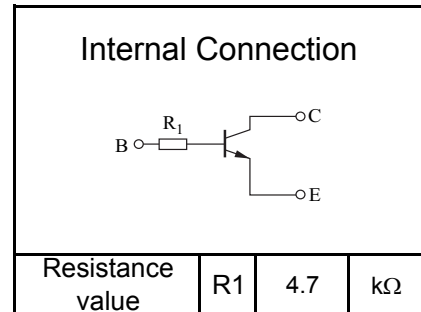 Internal Connection
C
R1
B
E
Resistance value R1 4.7 kΩ